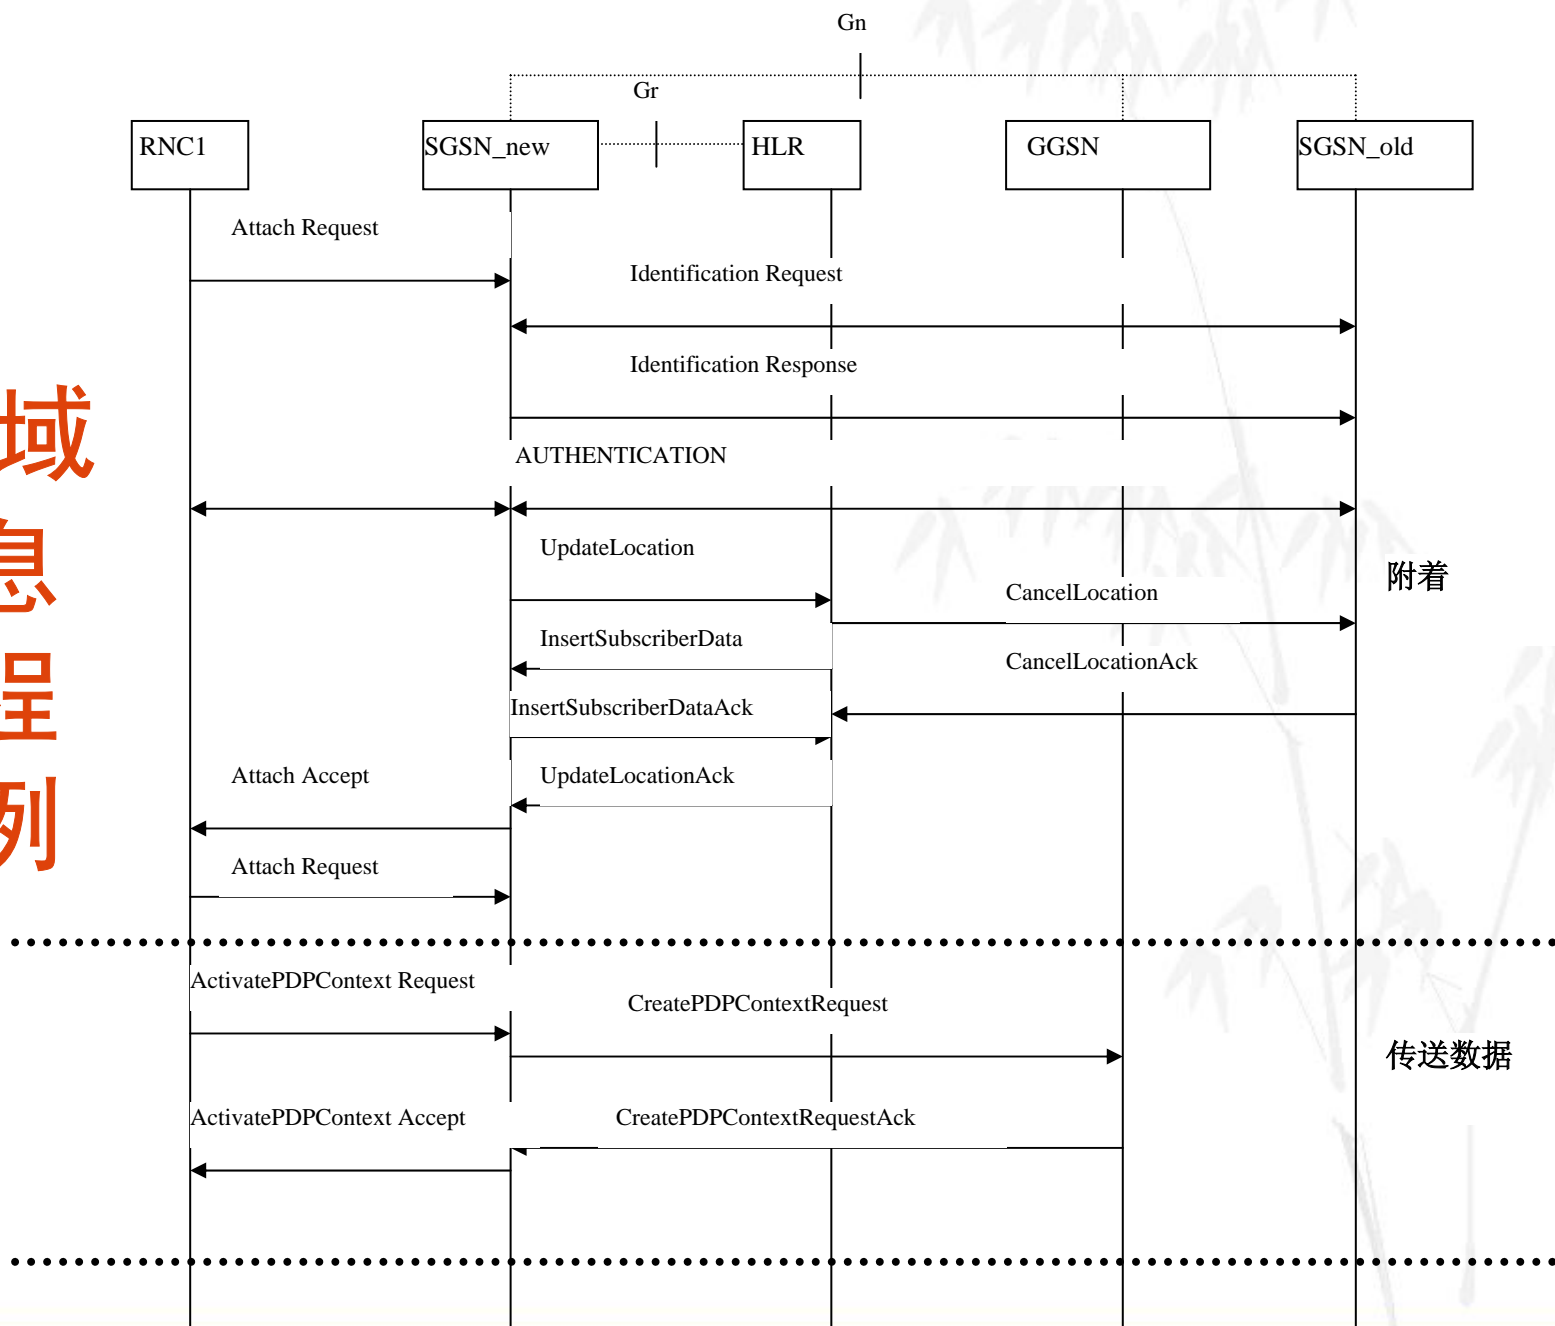 Gn
Gr
RNC1
SGSN_new
HLR
GGSN
SGSN_old
Attach Request
Identification Request
Identification Response
AUTHENTICATION
UpdateLocation
CancelLocation
InsertSubscriberData
CancelLocationAck
InsertSubscriberDataAck
Attach Accept
UpdateLocationAck
Attach Request
附着
ActivatePDPContext Request
CreatePDPContextRequest
传送数据
ActivatePDPContext Accept
CreatePDPContextRequestAck
域
息
程
列